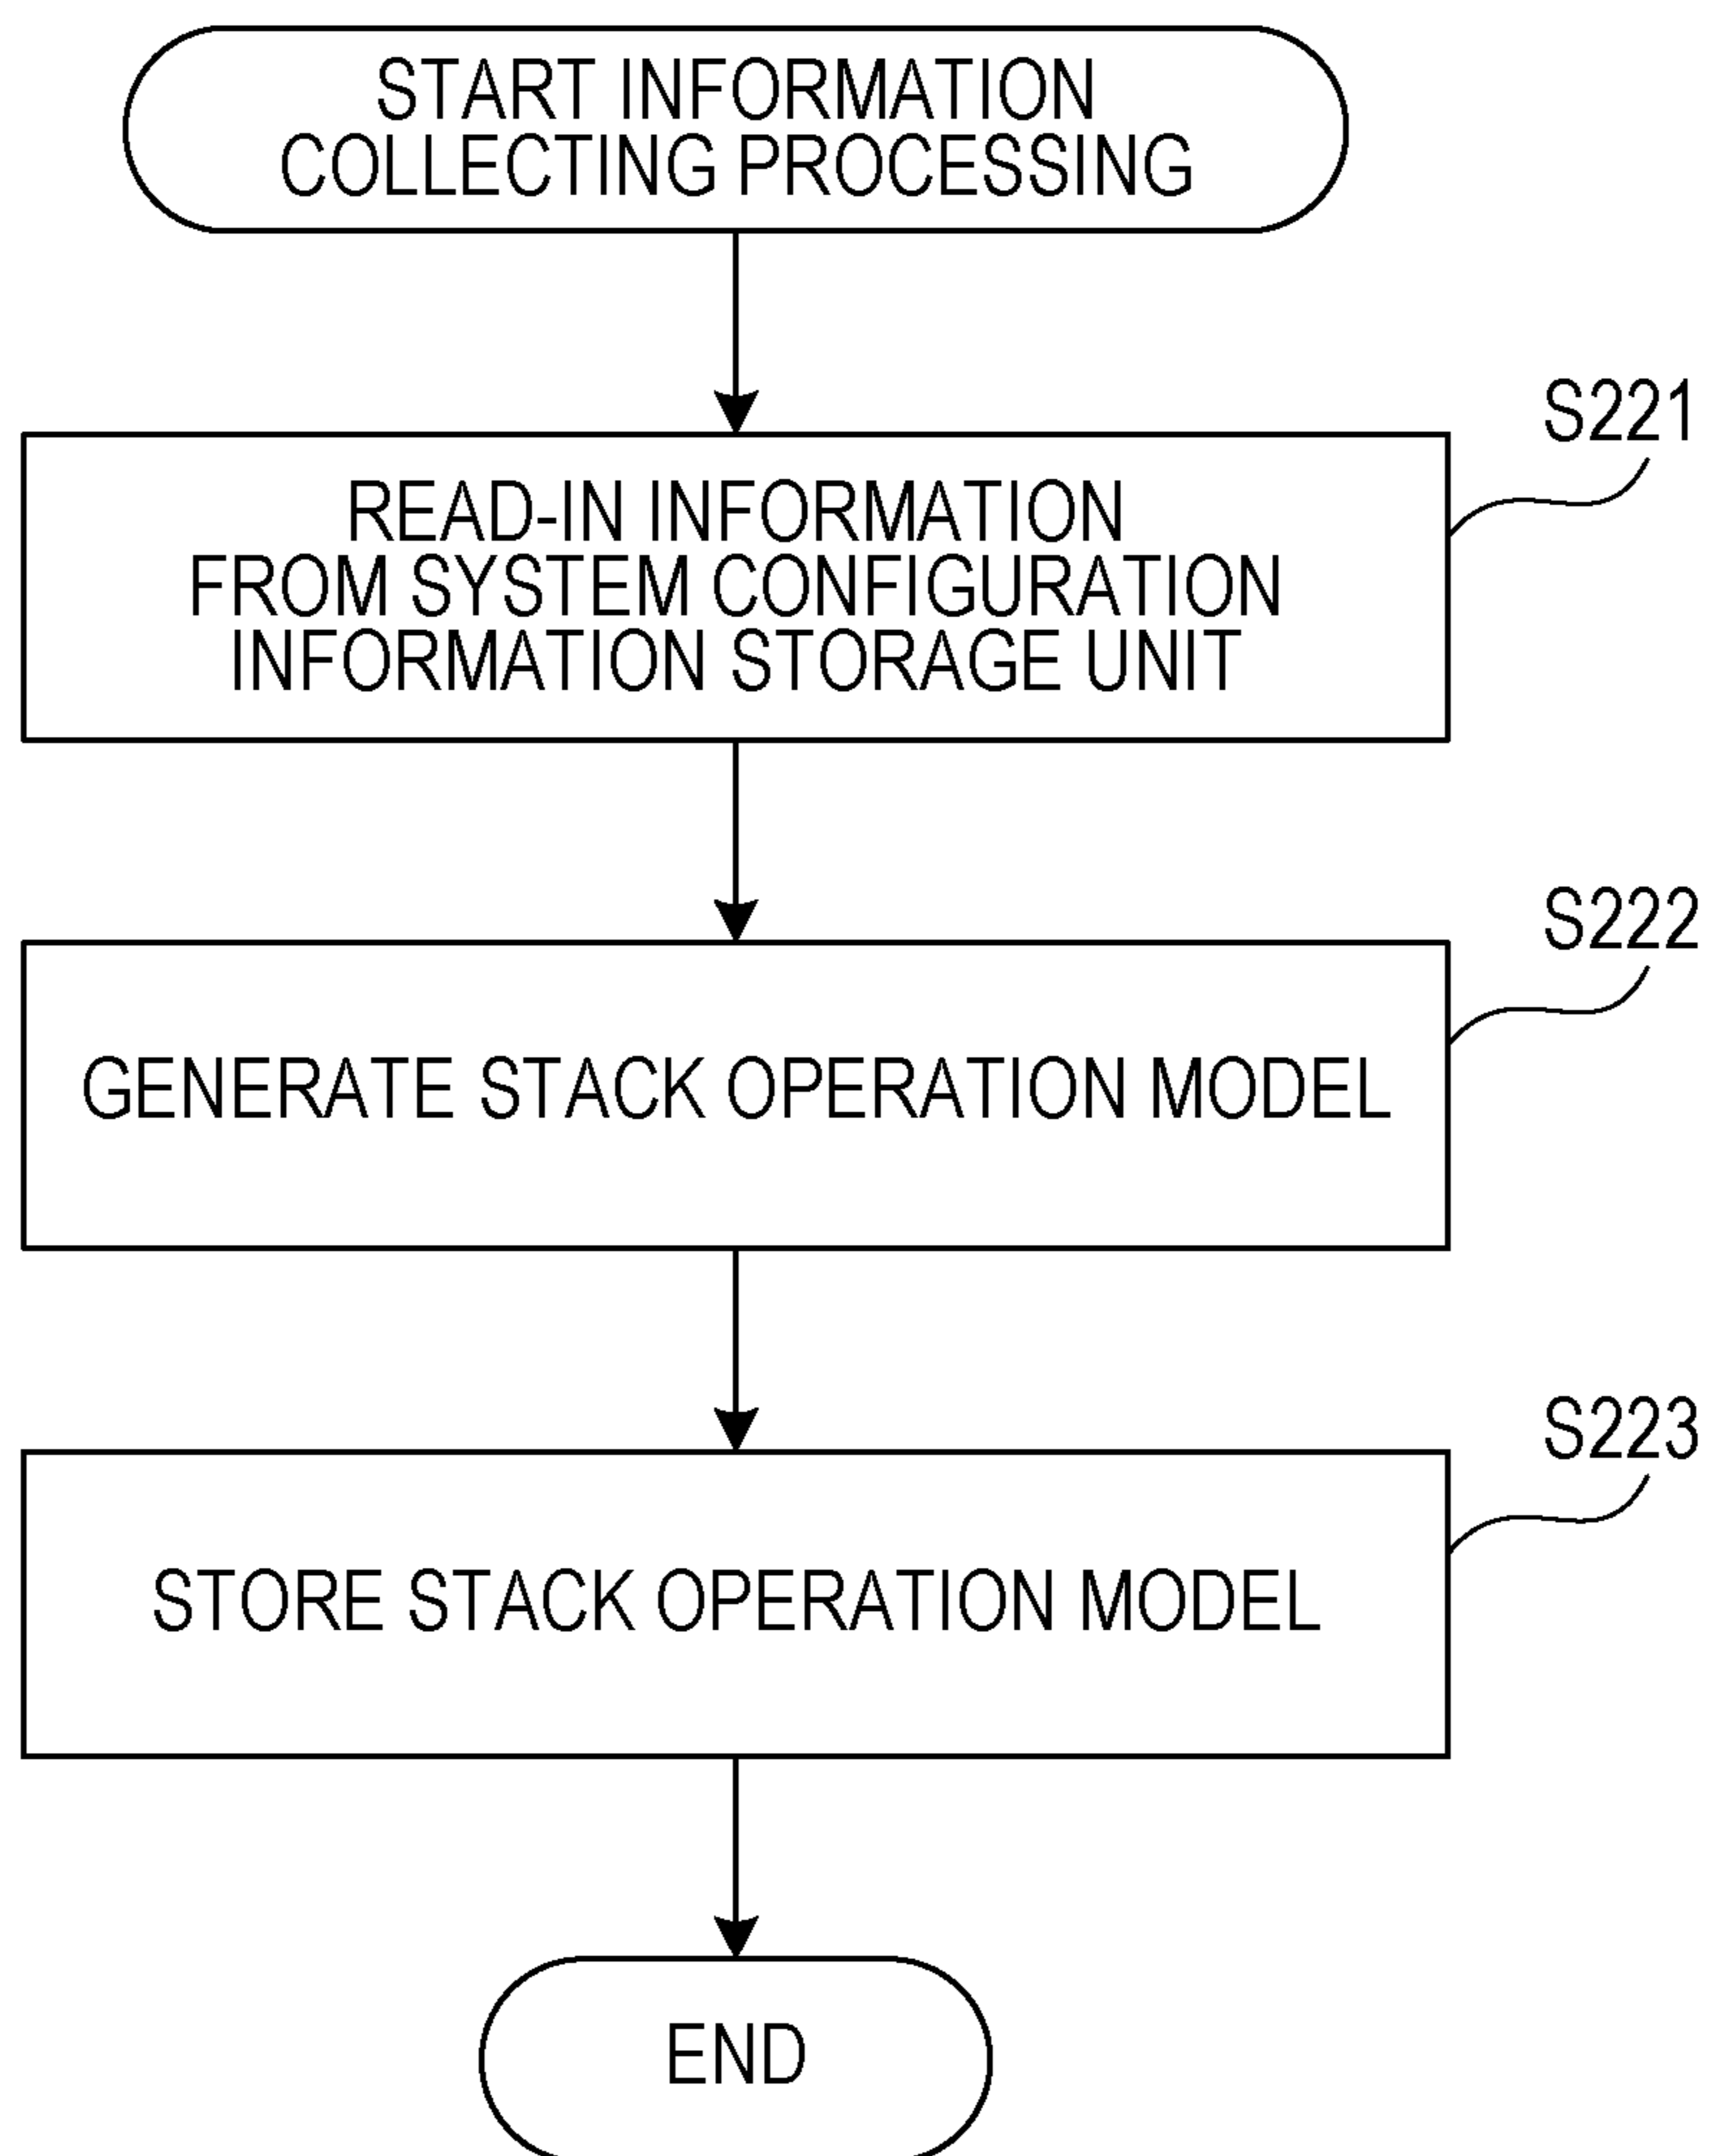 START INFORMATION
COLLECTING PROCESSING
S221
READ-IN INFORMATION
FROM SYSTEM CONFIGURATION
INFORMATION STORAGE UNIT
S222
GENERATE STACK OPERATION MODEL
S223
STORE STACK OPERATION MODEL
END